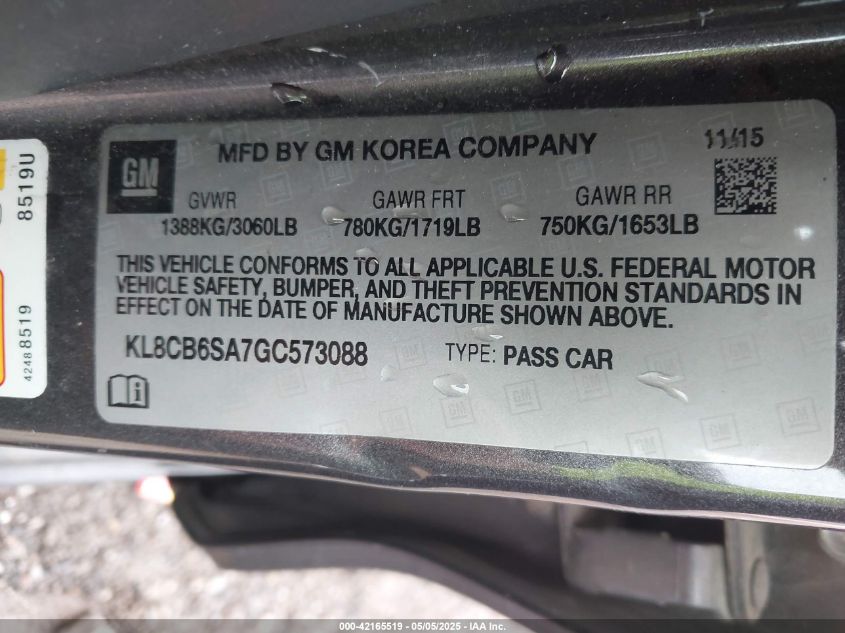 GM
MFD BY GM KOREA COMPANY
11/15
GVWR
GAWR FRT
GAWR RR
1388KG/3060LB
780KG/1719LB
750KG/1653LB
THIS VEHICLE CONFORMS TO ALL APPLICABLE U.S. FEDERAL MOTOR
VEHICLE SAFETY, BUMPER, AND THEFT PREVENTION STANDARDS IN
EFFECT ON THE DATE OF MANUFACTURE SHOWN ABOVE.
KL8CB6SA7GC573088
TYPE: PASS CAR
8519U
42488519
000-42165519 - 05/05/2025 - IAA Inc.